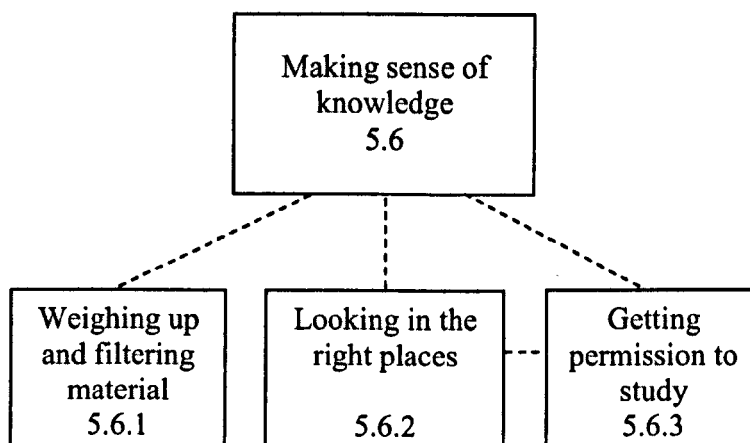 Making sense of
knowledge
5.6
Weighing up
and filtering
material
5.6.1
Looking in the
right places
5.6.2
Getting
permission to
study
5.6.3